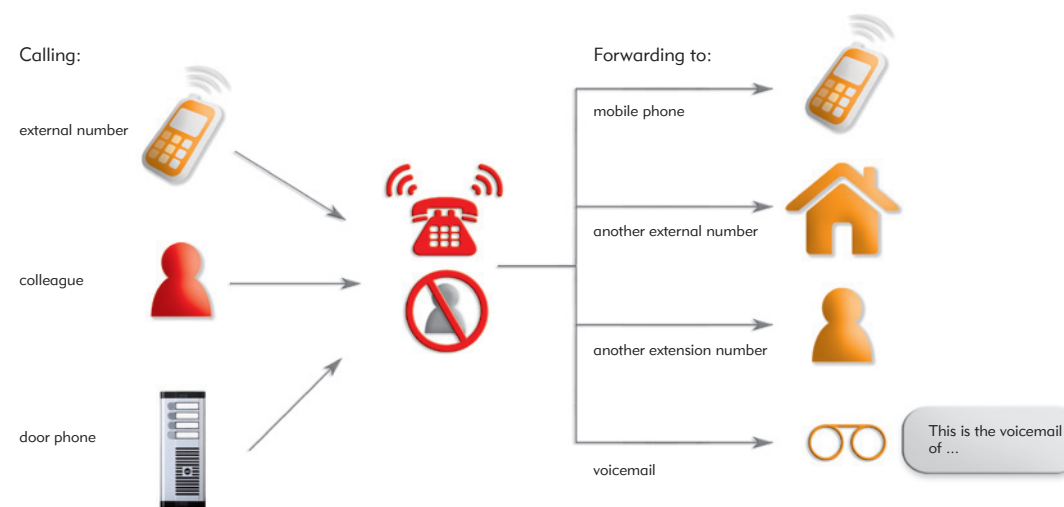 Calling:
external number
colleague
door phone
Forwarding to:
mobile phone
another external number
another extension number
voicemail
This is the voicemail
of ...